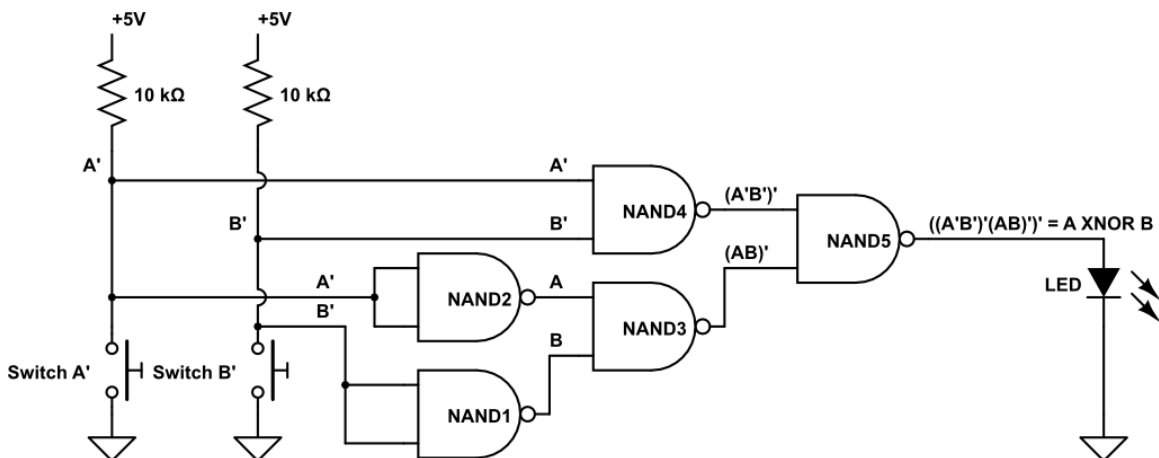 +5V
+5V
10 kΩ
10 kΩ
A'
A'
(A'B')'
NAND4
B'
B'
((A'B')'(AB)')' = A XNOR B
NAND5
(AB)'
A'
A
LED
NAND2
B'
NAND3
B
Switch A'
Switch B'
NAND1